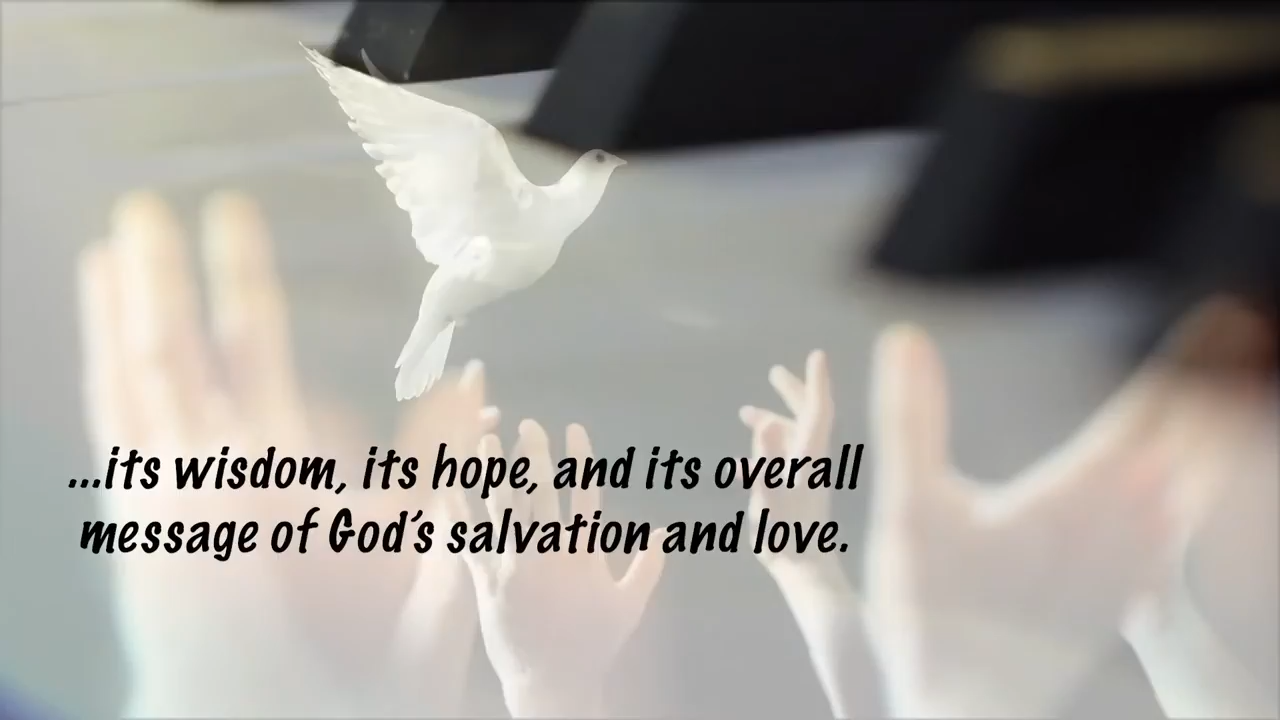 ...its wisdom, its hope, and its overall
message of God's salvation and love.